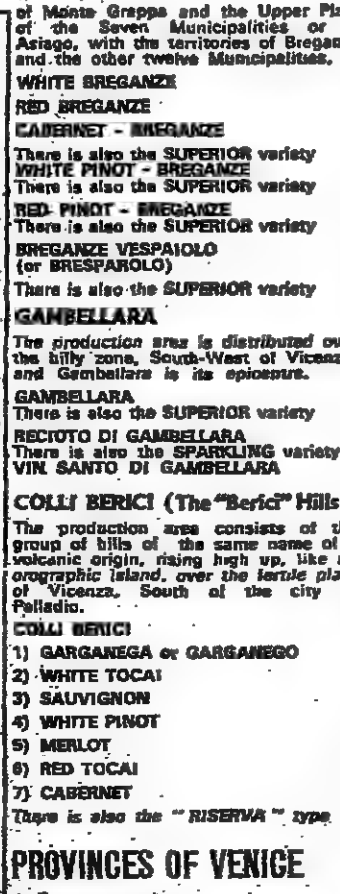 of Monte Grappa and the Upper Pla
of the Seven Municipalities or
Asiago, with the territories of Bregan
and the other twelve Municipalities.
WHITE BREGANZE
RED BREGANZE
CABERNET - BREGANZE
There is also the SUPERIOR variety
WHITE PINOT - BREGANZE
There is also the SUPERIOR variety
RED PINOT - BREGANZE
There is also the SUPERIOR variety
BREGANZE VESPAIOLO
(or BRESPAROLO)
There is also the SUPERIOR variety
GAMBELLARA
The production area is distributed ov
the hilly zone, South-West of Vicenz
and Gambellara is its epicentre.
GAMBELLARA
There is also the SUPERIOR variety
RECIOTO DI GAMBELLARA
There is also the SPARKLING variety
VIN SANTO DI GAMBELLARA
COLLI BERICI (The "Berici" Hills
The production area consists of th
group of hills of the same name of
volcanic origin, rising high up, like a
orographic island, over the fertile pla
of Vicenza, South of the city
Palladio.
COLLI BERICI
1) GARGANEGA or GARGANEGO
2) WHITE TOCAI
3) SAUVIGNON
4) WHITE PINOT
5) MERLOT
6) RED TOCAI
7) CABERNET
There is also the "RISERVA" type
PROVINCES OF VENICE